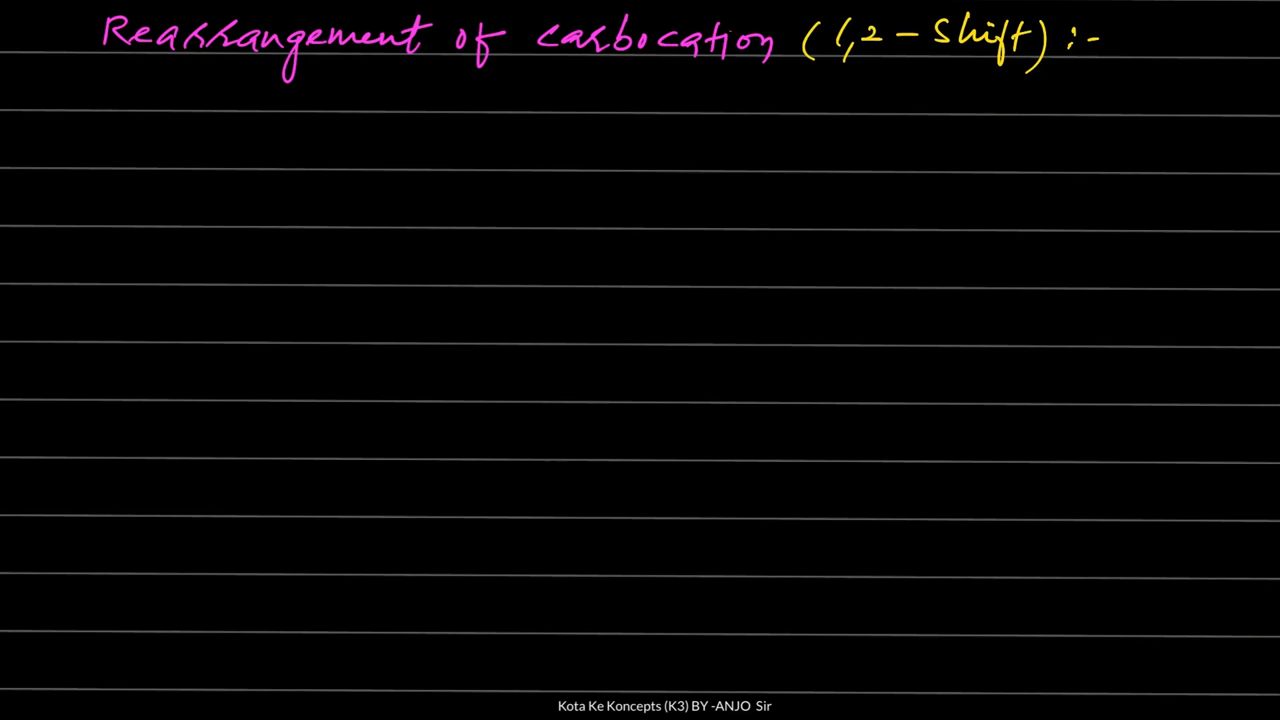 Rearrangement of carbocation (1,2-Shift) :-
Kota Ke Koncepts (K3) BY -ANJO Sir